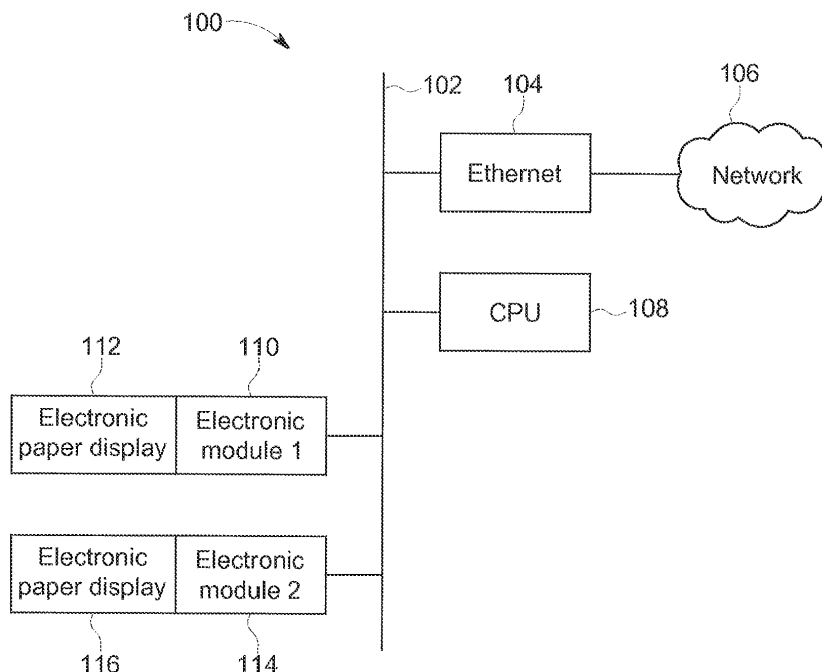 100
102
104
106
Ethernet
Network
CPU
108
112
110
Electronic
paper display
Electronic
module 1
Electronic
paper display
Electronic
module 2
116
114